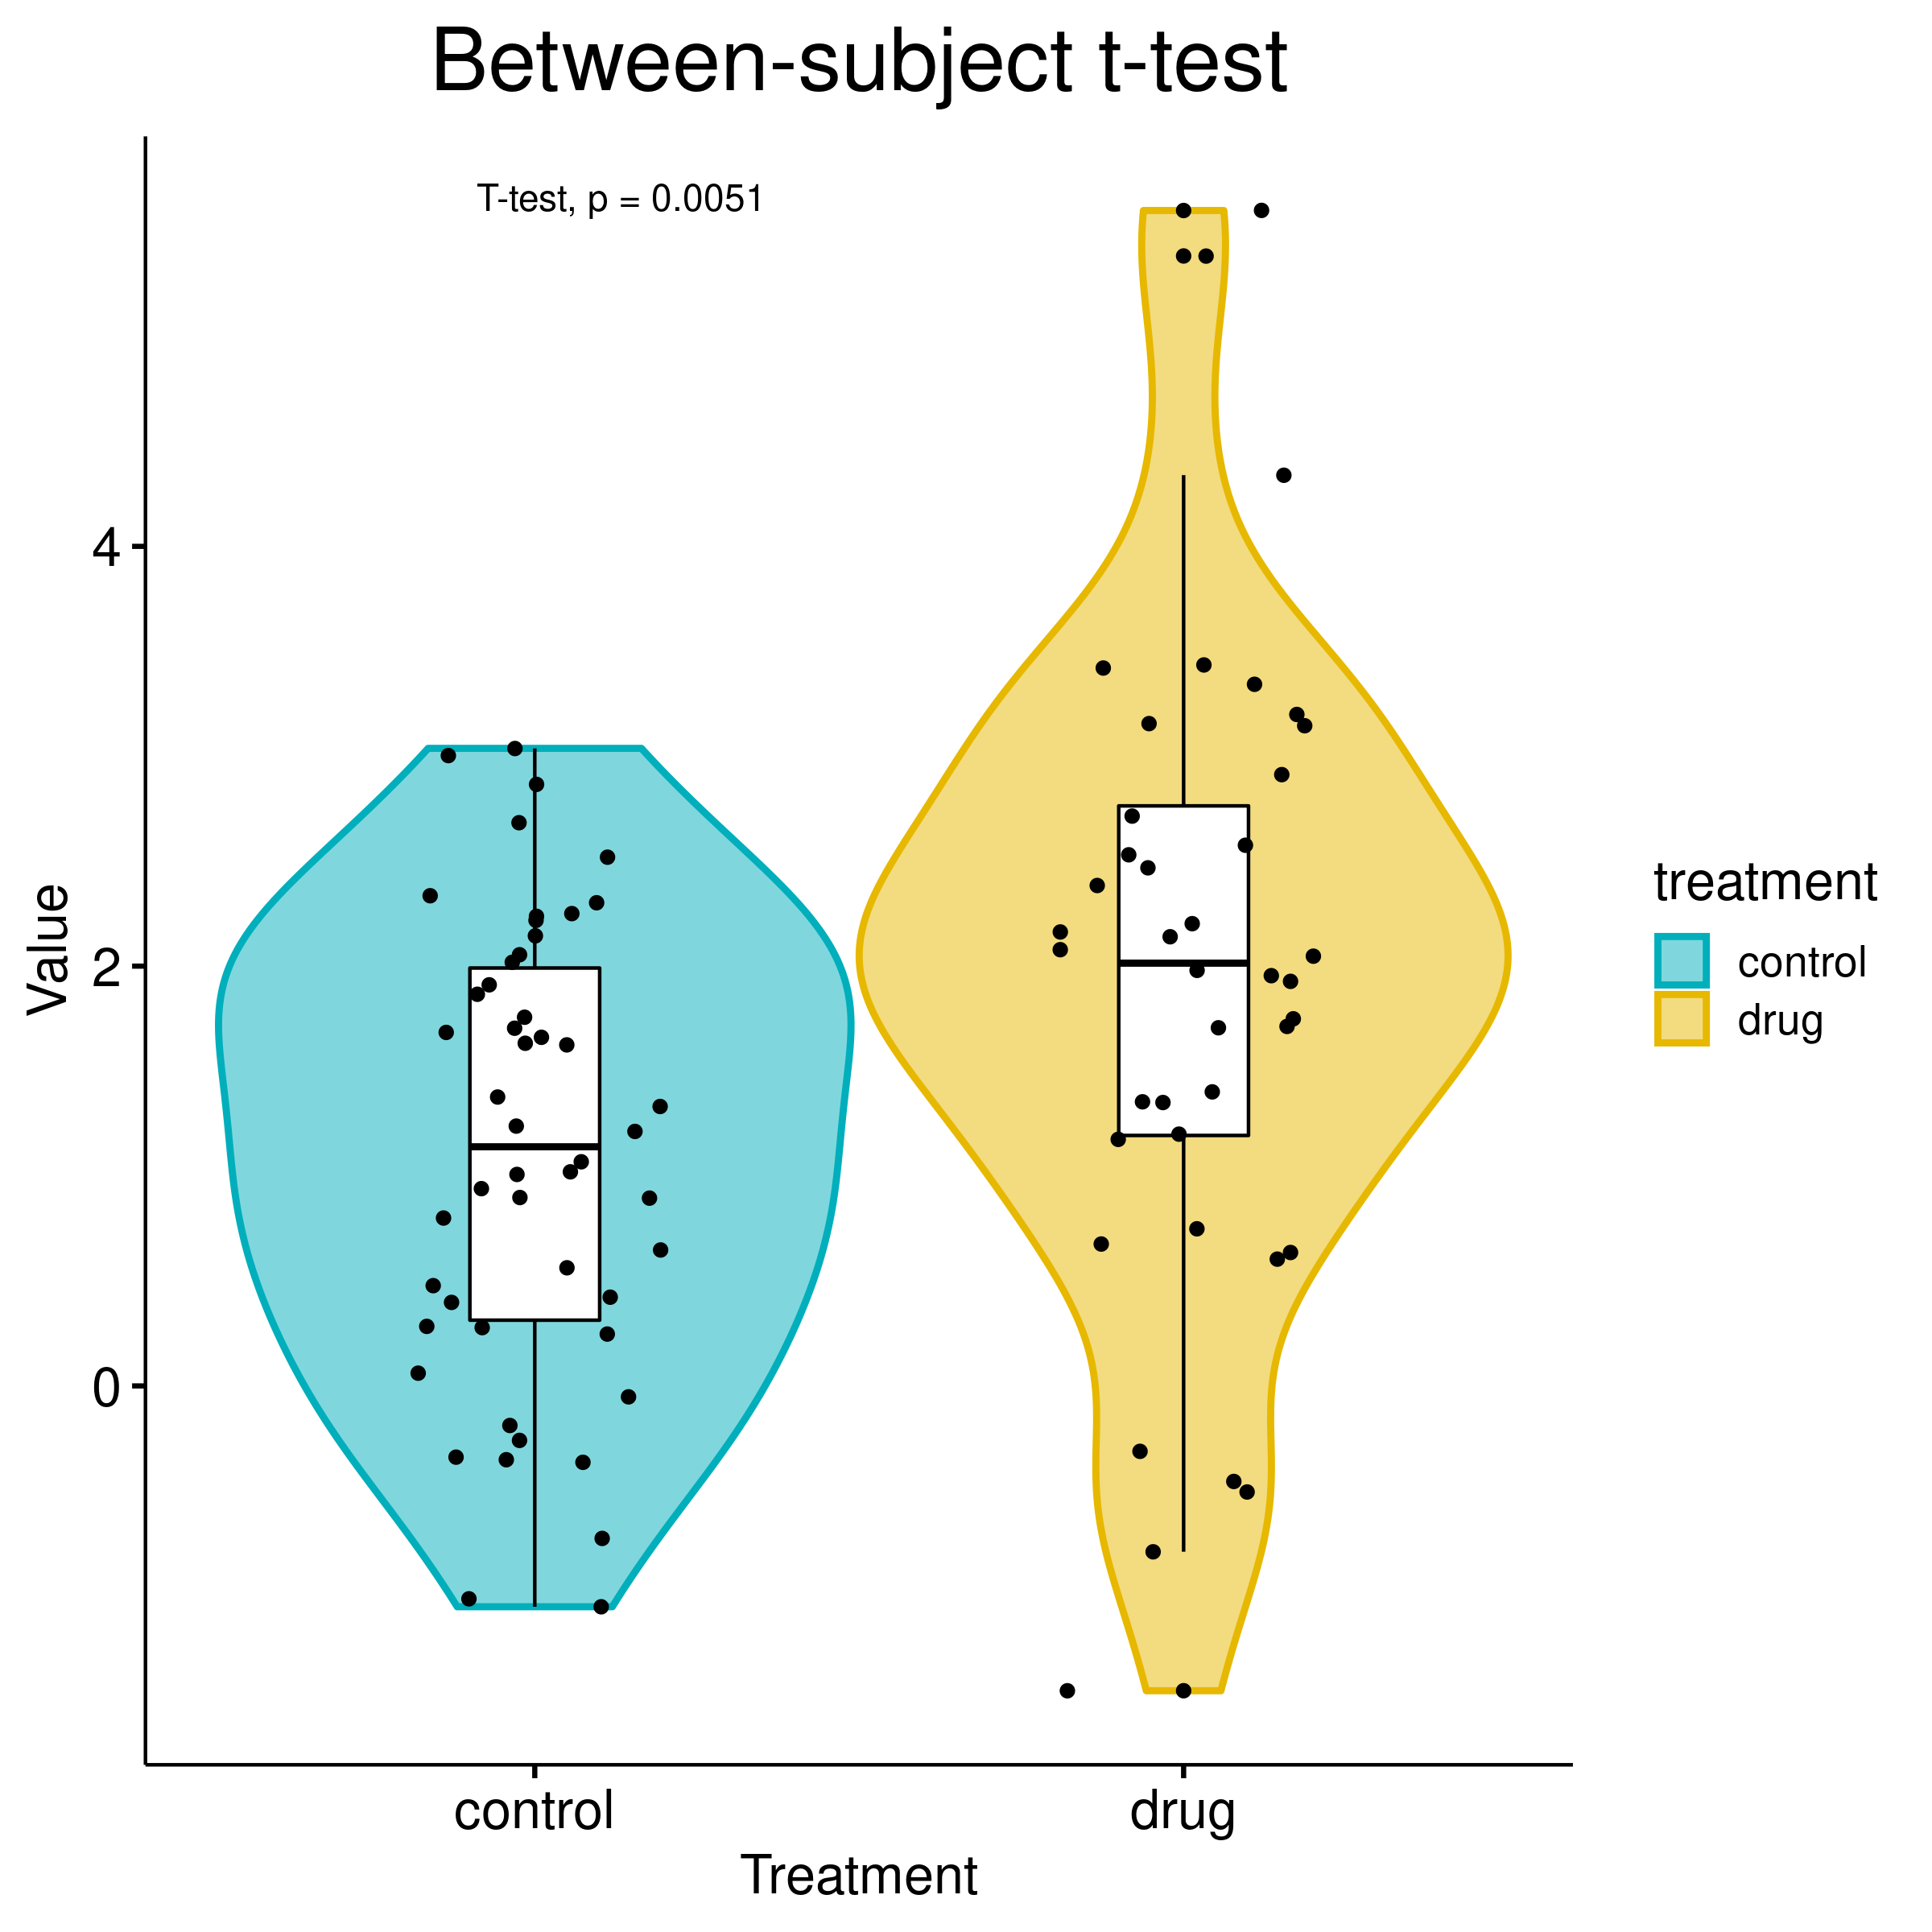 Between-subject t-test
T-test, p = 0.0051
4
2
0
Value
control
drug
Treatment
treatment
control
drug